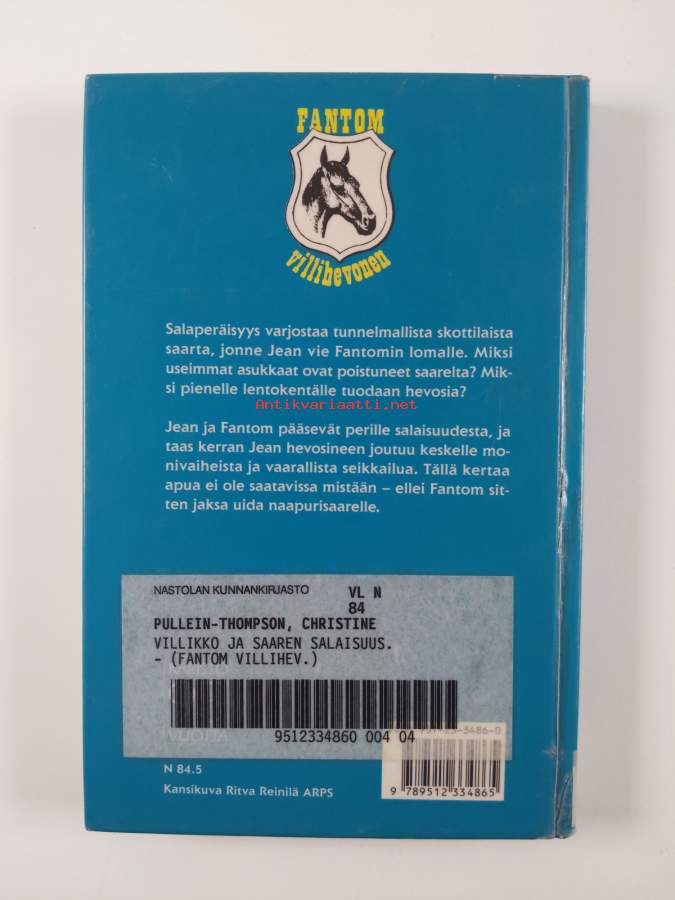 FANTOM
villihevonen
Salaperäisyys varjostaa tunnelmallista skottilaista
saarta, jonne Jean vie Fantomin lomalle. Miksi
useimmat asukkaat ovat poistuneet saarelta? Mik-
si pienelle lentokentälle tuodaan hevosia?
Antikvariaatti.net
Jean ja Fantom pääsevät perille salaisuudesta, ja
taas kerran Jean hevosineen joutuu keskelle mo-
nivaiheista ja vaarallista seikkailua. Tällä kertaa
apua ei ole saatavissa mistään – ellei Fantom sit-
ten jaksa uida naapurisaarelle.
NASTOLAN KUNNANKIRJASTO VL N
84
PULLEIN-THOMPSON, CHRISTINE
VILLIKKO JA SAAREN SALAISUUS.
- (FANTOM VILLIHEV.)
VUOTTA
9512334860 004 04
3486-0
N 84.5
Kansikuva Ritva Reinilä ARPS
9 789512 334865